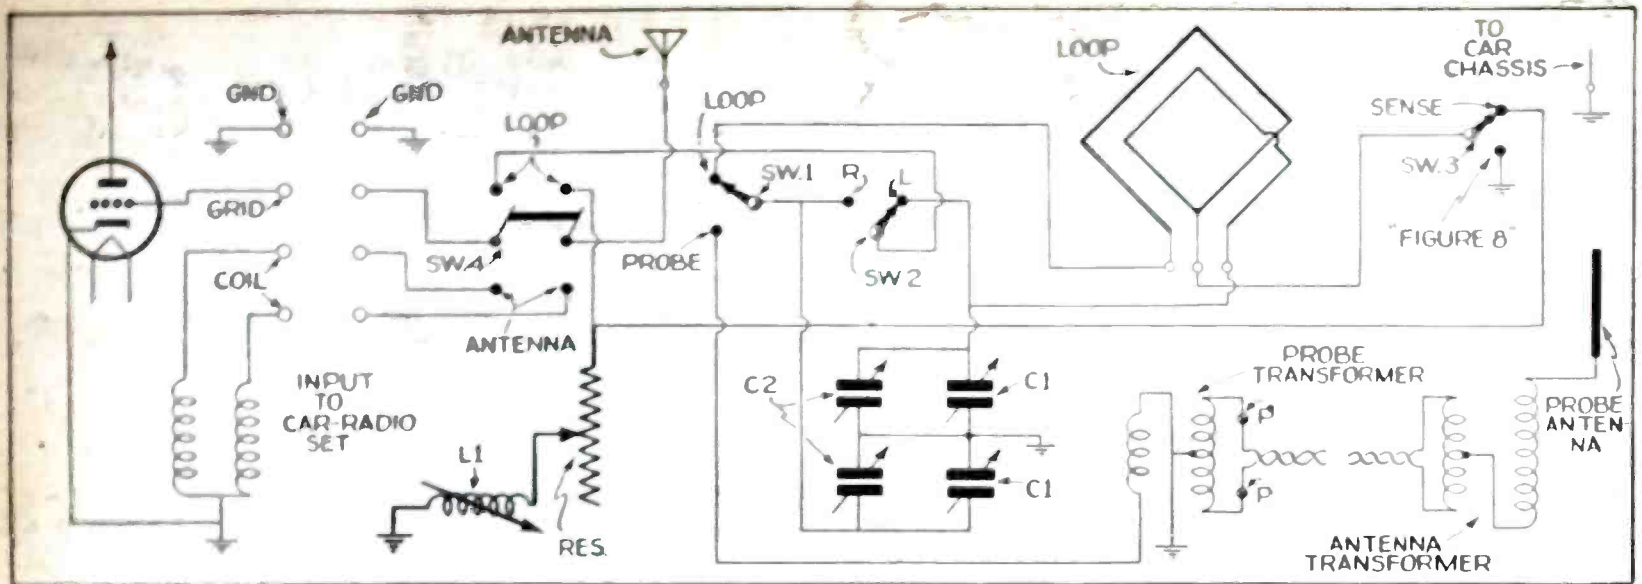 ANTENNA
LOOP
TO
CAR
CHASSIS
GND
GND
LOOP
LOOP
SENSE
SW.1
R
L
SW.3
GRID
SW.4
PROBE
SW2
"FIGURE 8"
COIL
ANTENNA
INPUT
TO
CAR-RADIO
SET
C2
C1
PROBE
TRANSFORMER
PROBE
ANTEN-
NA
P
L1
C1
P
RES.
ANTENNA
TRANSFORMER